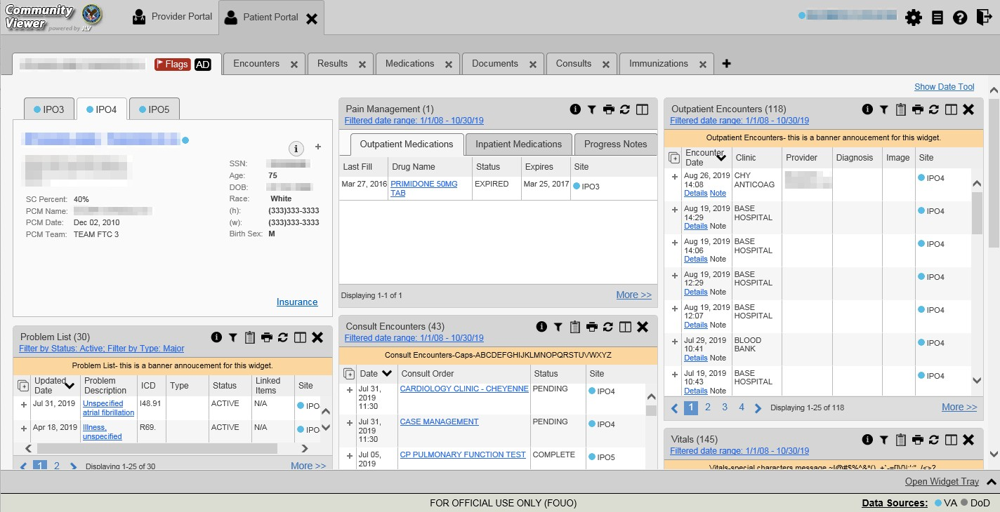 Community
Viewer
powered by JLV
Provider Portal
Patient Portal
Flags AD
Encounters
Results
Medications
Documents
Consults
Immunizations
Show Date Tool
IPO3
IPO4
IPO5
SSN:
Age: 75
DOB:
Race: White
(h): (333)333-3333
(w): (333)333-3333
Birth Sex: M
SC Percent: 40%
PCM Name:
PCM Date: Dec 02, 2010
PCM Team: TEAM FTC 3
Insurance
Problem List (30)
Filter by Status: Active; Filter by Type: Major
Problem List- this is a banner annoucement for this widget.
Updated Date Problem Description ICD Type Status Linked Items Site
Jul 31, 2019 Unspecified atrial fibrillation I48.91 ACTIVE N/A IPO
Apr 18, 2019 Illness, unspecified R69. ACTIVE N/A IPO
1 2 Displaying 1-25 of 30 More >>
Pain Management (1)
Filtered date range: 1/1/08 - 10/30/19
Outpatient Medications
Inpatient Medications
Progress Notes
Last Fill Drug Name Status Expires Site
Mar 27, 2016 PRIMIDONE 50MG TAB EXPIRED Mar 25, 2017 IPO3
Displaying 1-1 of 1 More >>
Consult Encounters (43)
Filtered date range: 1/1/08 - 10/30/19
Consult Encounters-Caps-ABCDEFGHIJKLMNOPQRSTUVWXYZ
Date Consult Order Status Site
Jul 31, 2019 11:30 CARDIOLOGY CLINIC - CHEYENNE PENDING IPO4
Jul 31, 2019 11:30 CASE MANAGEMENT PENDING IPO4
Jul 05, 2019 CP PULMONARY FUNCTION TEST COMPLETE IPO5
Outpatient Encounters (118)
Filtered date range: 1/1/08 - 10/30/19
Outpatient Encounters- this is a banner annoucement for this widget.
Encounter Date Clinic Provider Diagnosis Image Site
Aug 26, 2019 14:08 Details Note CHY ANTICOAG IPO4
Aug 19, 2019 14:29 Details Note BASE HOSPITAL IPO4
Aug 19, 2019 14:06 Details Note BASE HOSPITAL IPO4
Aug 19, 2019 12:29 Details Note BASE HOSPITAL IPO4
Aug 19, 2019 12:07 Details Note BASE HOSPITAL IPO4
Jul 29, 2019 10:41 Details Note BLOOD BANK IPO4
Jul 19, 2019 10:43 Details Note BASE HOSPITAL IPO4
1 2 3 4 Displaying 1-25 of 118 More >>
Vitals (145)
Filtered date range: 1/1/08 - 10/30/19
Vitals-special characters message
Open Widget Tray
FOR OFFICIAL USE ONLY (FOUO)
Data Sources: VA DoD